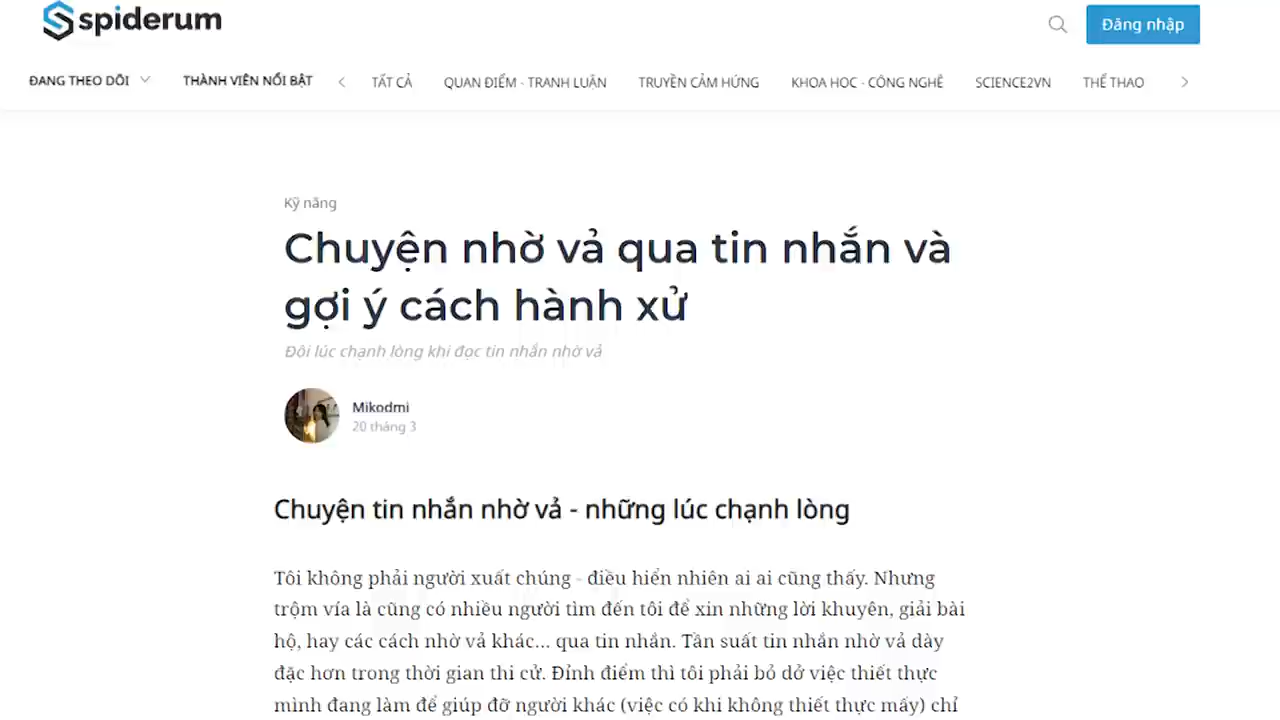 spiderum
Đăng nhập
ĐANG THEO DÕI
THÀNH VIÊN NỔI BẬT
TẤT CẢ
QUAN ĐIỂM - TRANH LUẬN
TRUYỀN CẢM HỨNG
KHOA HỌC - CÔNG NGHỆ
SCIENCE2VN
THỂ THAO
Kỹ năng
Chuyện nhờ vả qua tin nhắn và
gợi ý cách hành xử
Đôi lúc chạnh lòng khi đọc tin nhắn nhờ vả
Mikodmi
20 tháng 3
Chuyện tin nhắn nhờ vả - những lúc chạnh lòng
Tôi không phải người xuất chúng - điều hiển nhiên ai ai cũng thấy. Nhưng
trộm vía là cũng có nhiều người tìm đến tôi để xin những lời khuyên, giải bài
hộ, hay các cách nhờ vả khác... qua tin nhắn. Tần suất tin nhắn nhờ vả dày
đặc hơn trong thời gian thi cử. Đỉnh điểm thì tôi phải bỏ dở việc thiết thực
mình đang làm để giúp đỡ người khác (việc có khi không thiết thực mấy) chỉ